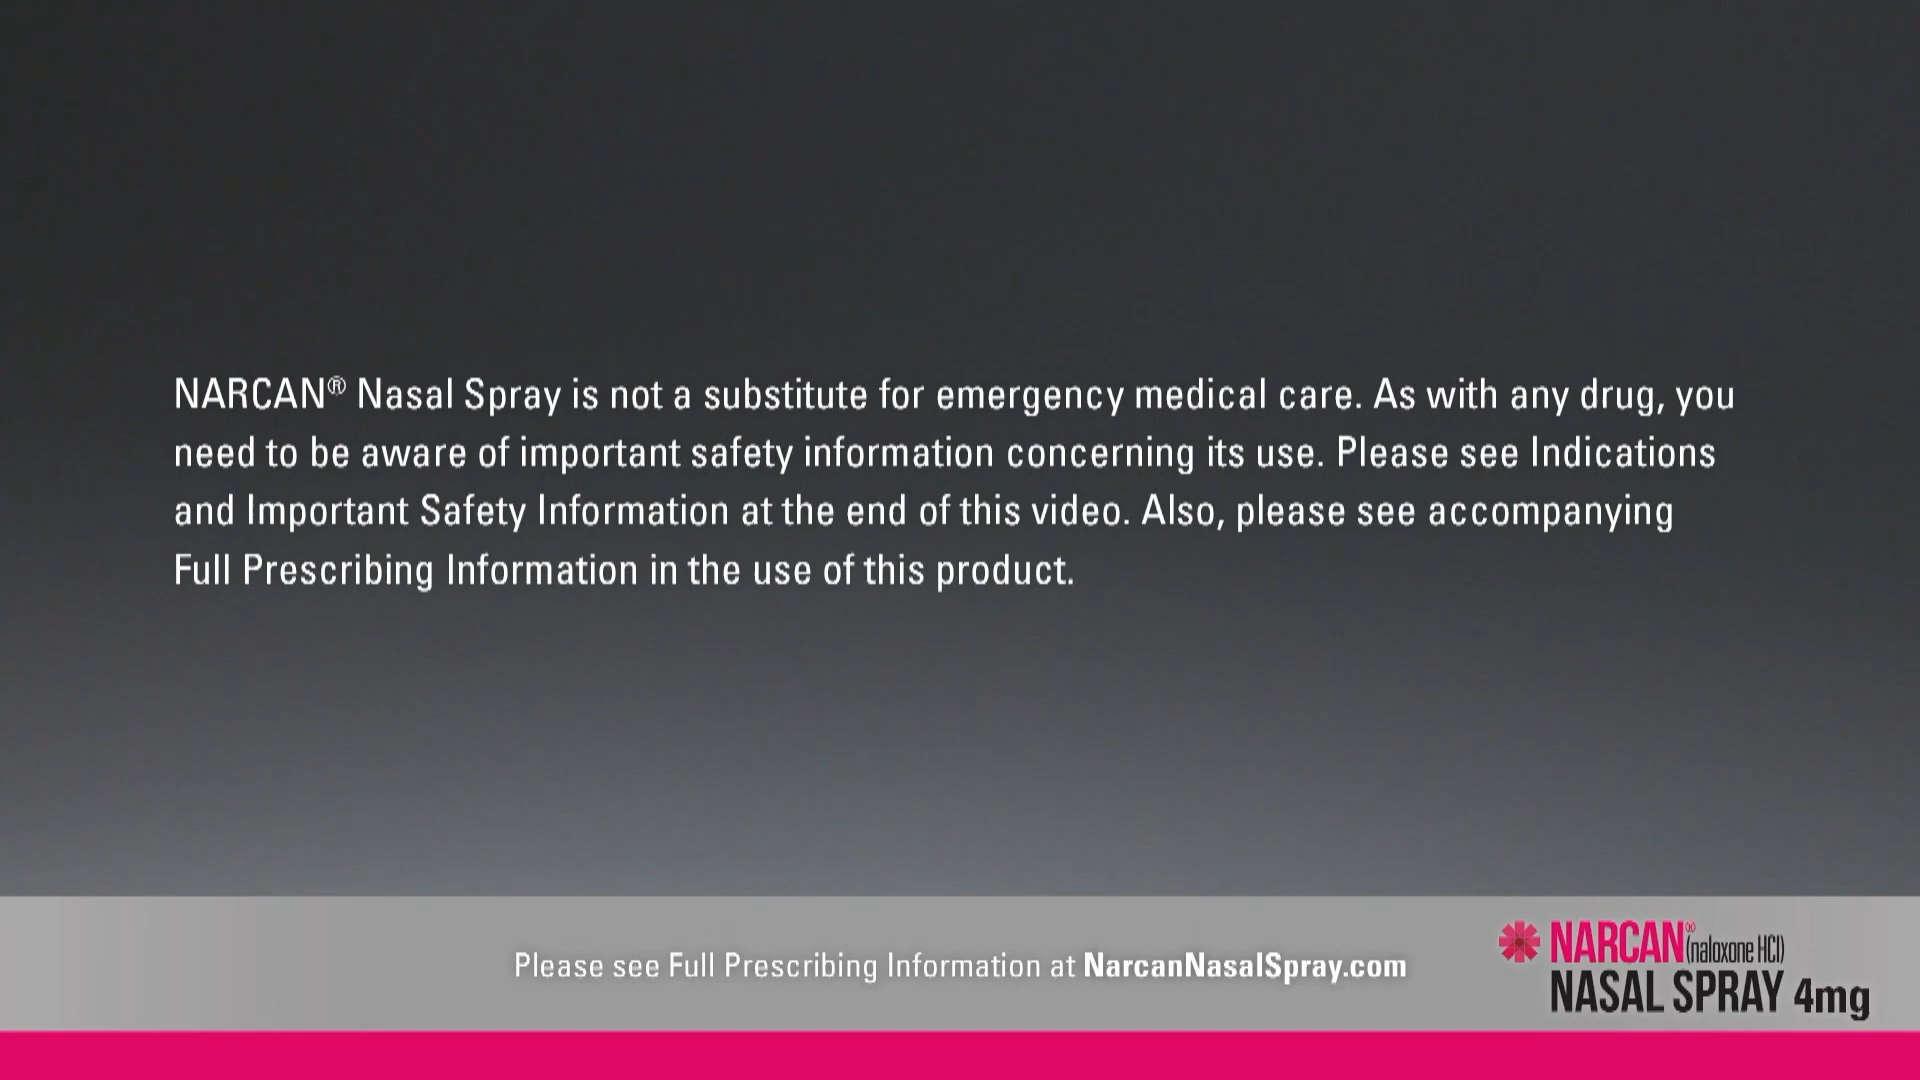 NARCAN® Nasal Spray is not a substitute for emergency medical care. As with any drug, you
need to be aware of important safety information concerning its use. Please see Indications
and Important Safety Information at the end of this video. Also, please see accompanying
Full Prescribing Information in the use of this product.
Please see Full Prescribing Information at NarcanNasalSpray.com
NARCAN® (naloxone HCl)
NASAL SPRAY 4mg